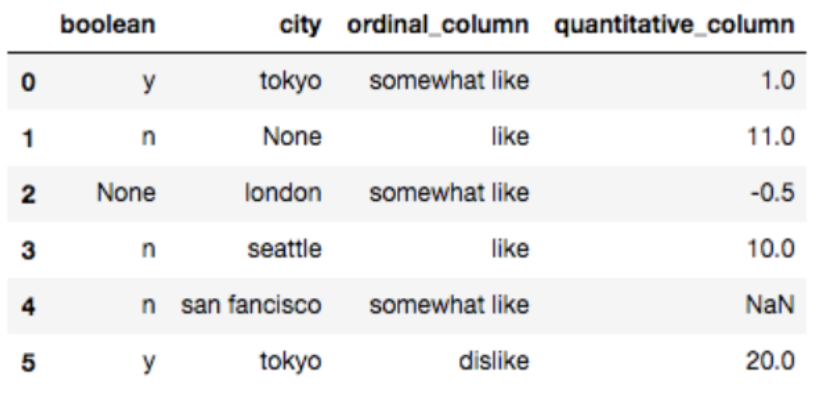 boolean city ordinal_column quantitative_column
0 y tokyo somewhat like 1.0
1 n None like 11.0
2 None london somewhat like -0.5
3 n seattle like 10.0
4 n san fancisco somewhat like NaN
5 y tokyo dislike 20.0